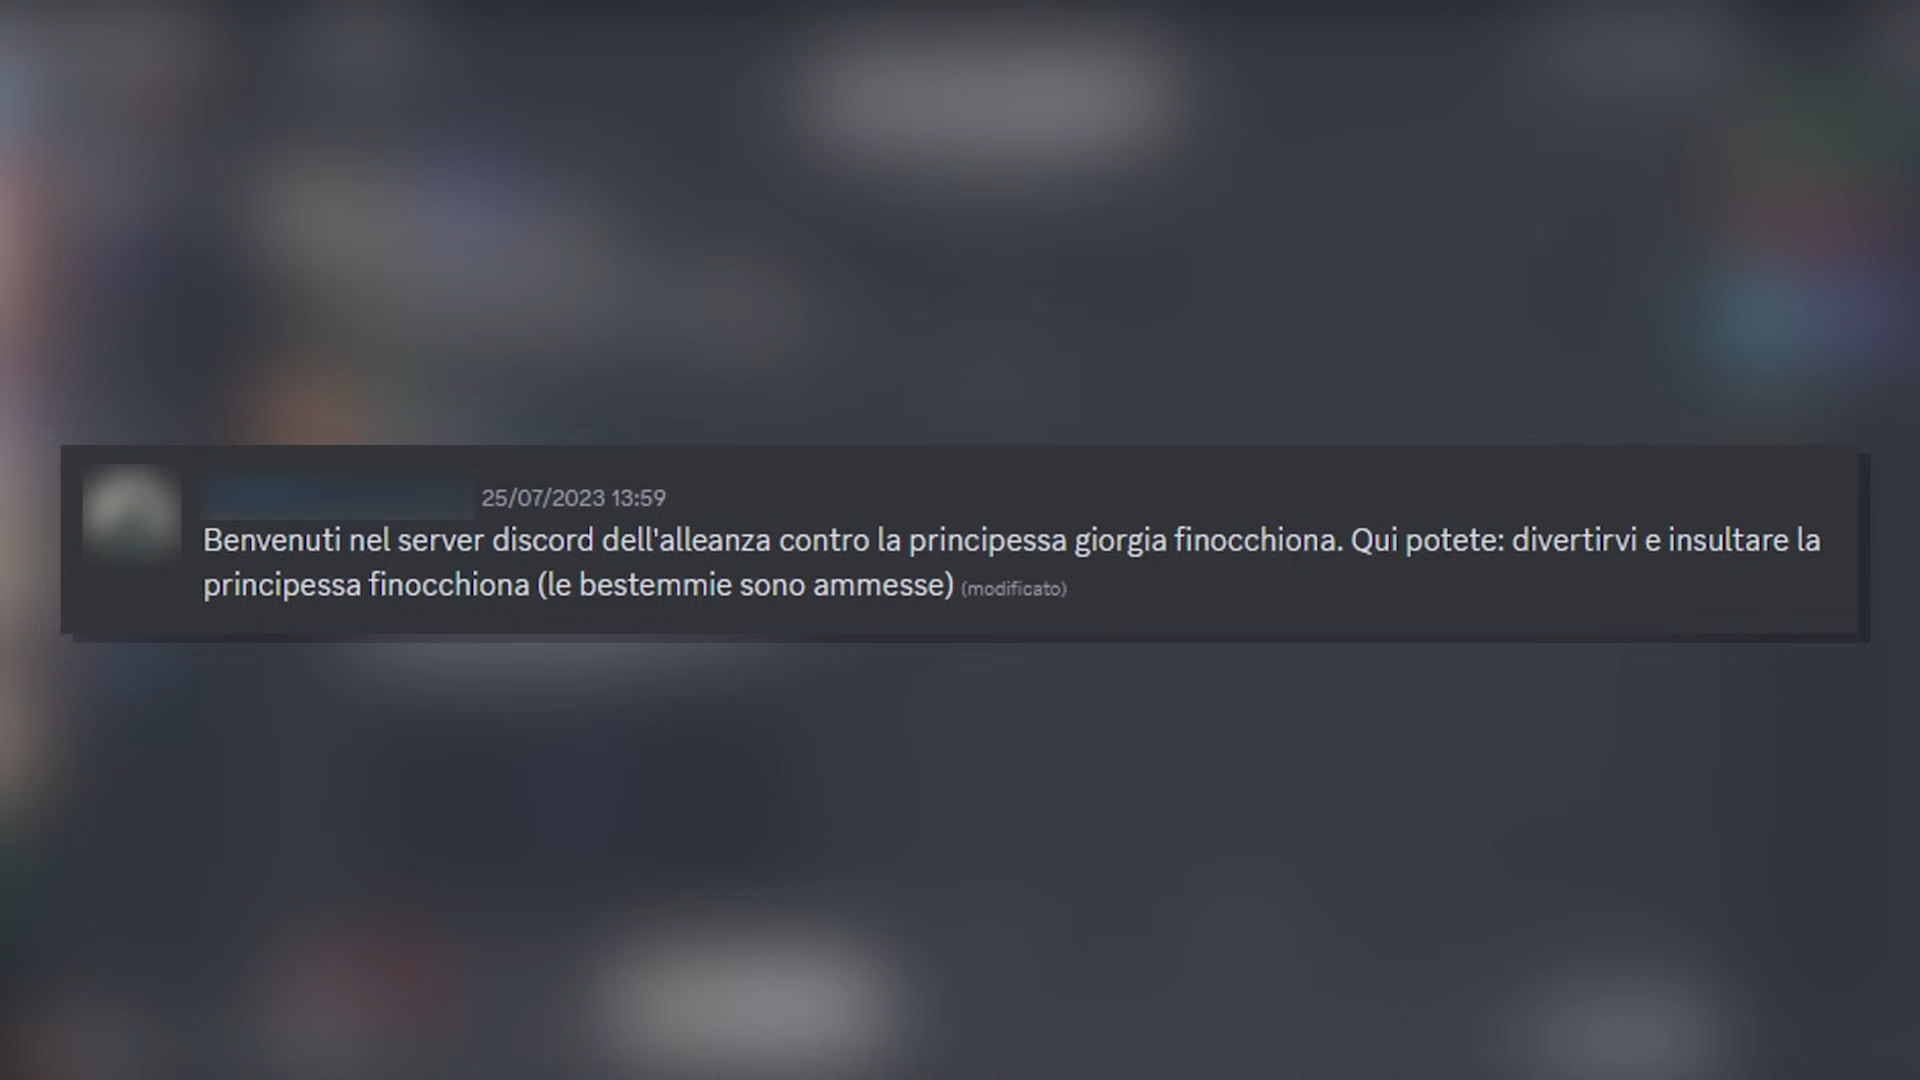 25/07/2023 13:59
Benvenuti nel server discord dell'alleanza contro la principessa giorgia finocchiona. Qui potete: divertirvi e insultare la
principessa finocchiona (le bestemmie sono ammesse) (modificato)